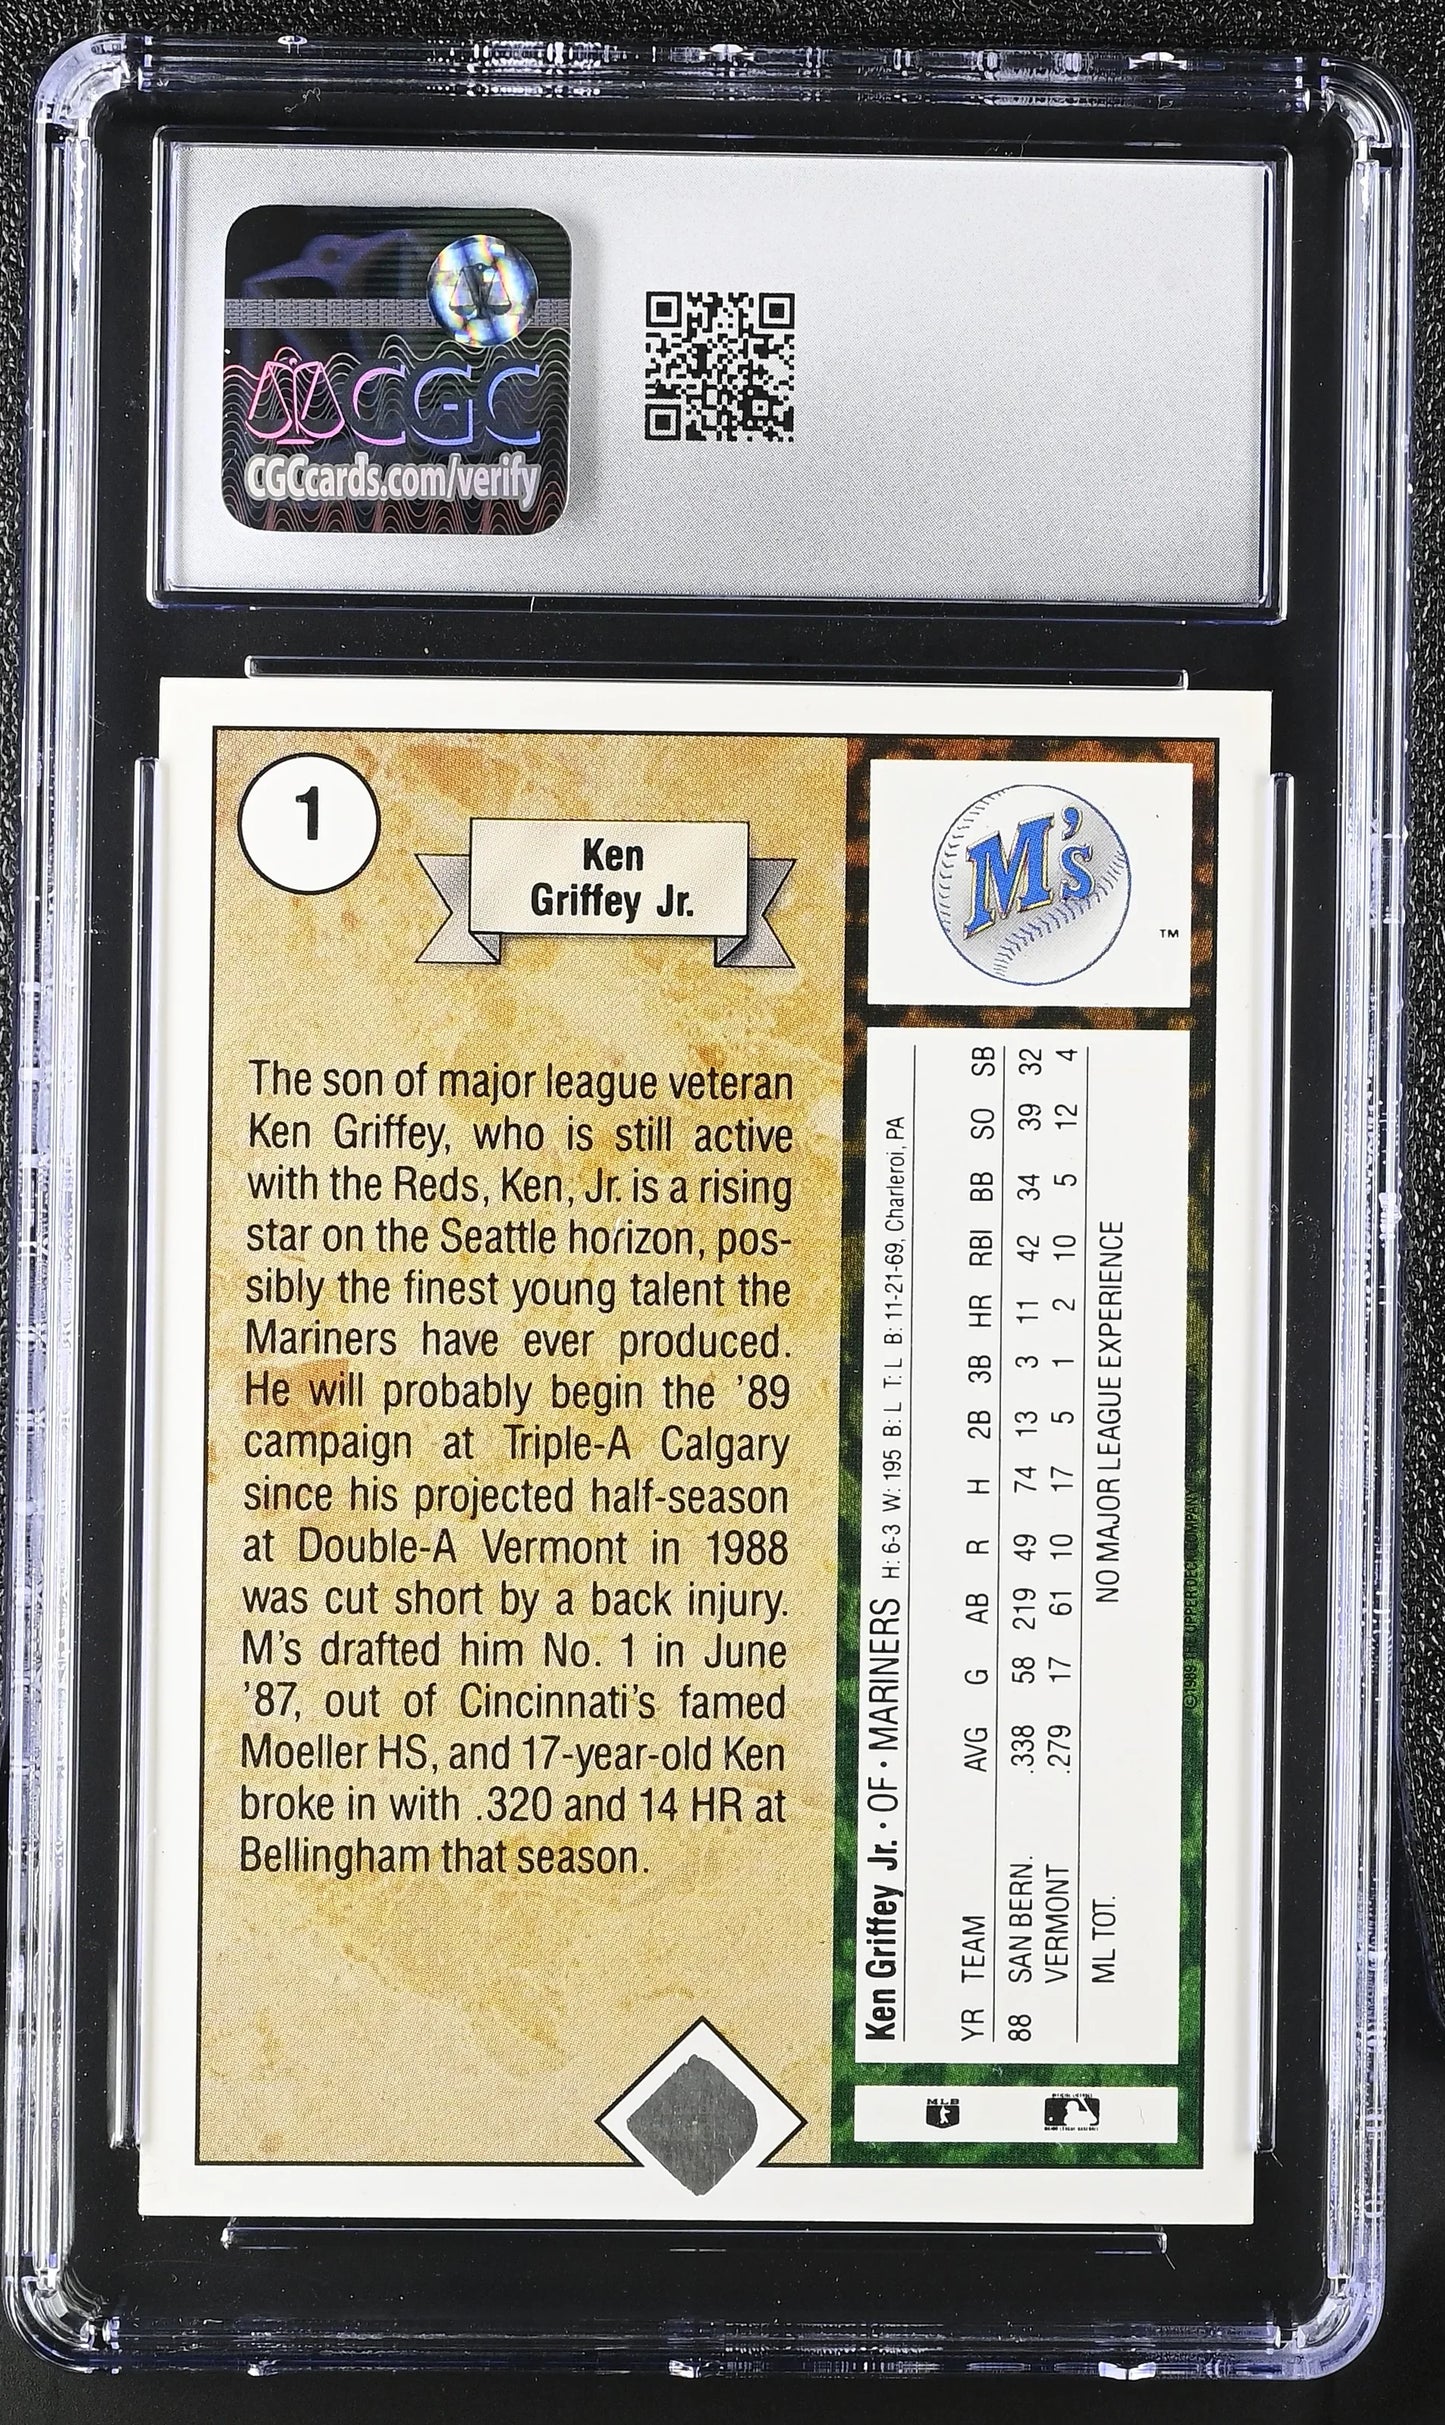 CGC
CGCcards.com/verify
1
Ken
Griffey Jr.
M's
TM
The son of major league veteran
Ken Griffey, who is still active
with the Reds, Ken, Jr. is a rising
star on the Seattle horizon, pos-
sibly the finest young talent the
Mariners have ever produced.
He will probably begin the '89
campaign at Triple-A Calgary
since his projected half-season
at Double-A Vermont in 1988
was cut short by a back injury.
M's drafted him No. 1 in June
'87, out of Cincinnati's famed
Moeller HS, and 17-year-old Ken
broke in with .320 and 14 HR at
Bellingham that season.
Ken Griffey Jr. • OF • MARINERS H: 6-3 W: 195 B: L T: L B: 11-21-69, Charleroi, PA
YR TEAM AVG G AB R H 2B 3B HR RBI BB SO SB
88 SAN BERN. .338 58 219 49 74 13 3 11 42 34 39 32
VERMONT .279 17 61 10 17 5 1 2 10 5 12 4
ML TOT. NO MAJOR LEAGUE EXPERIENCE
©1989 THE UPPER DECK COMPANY
MLB